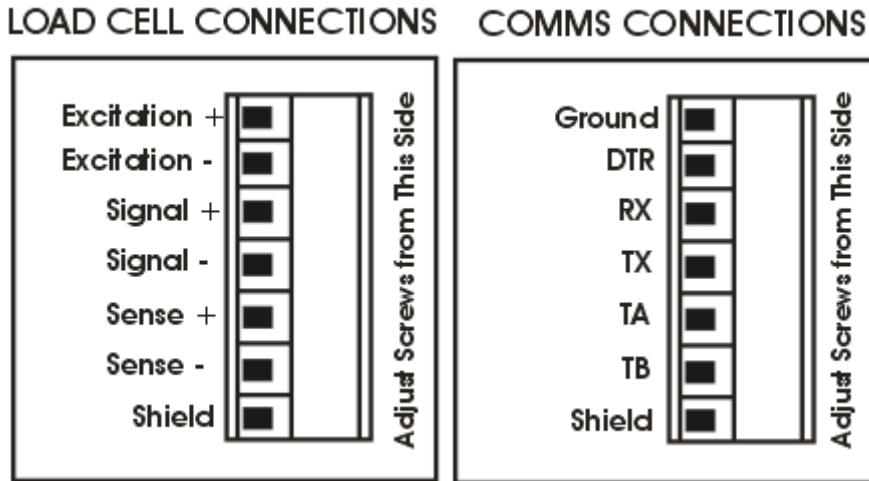 LOAD CELL CONNECTIONS
Excitation +
Excitation -
Signal +
Signal -
Sense +
Sense -
Shield
Adjust Screws from This Side
COMMS CONNECTIONS
Ground
DTR
RX
TX
TA
TB
Shield
Adjust Screws from This Side